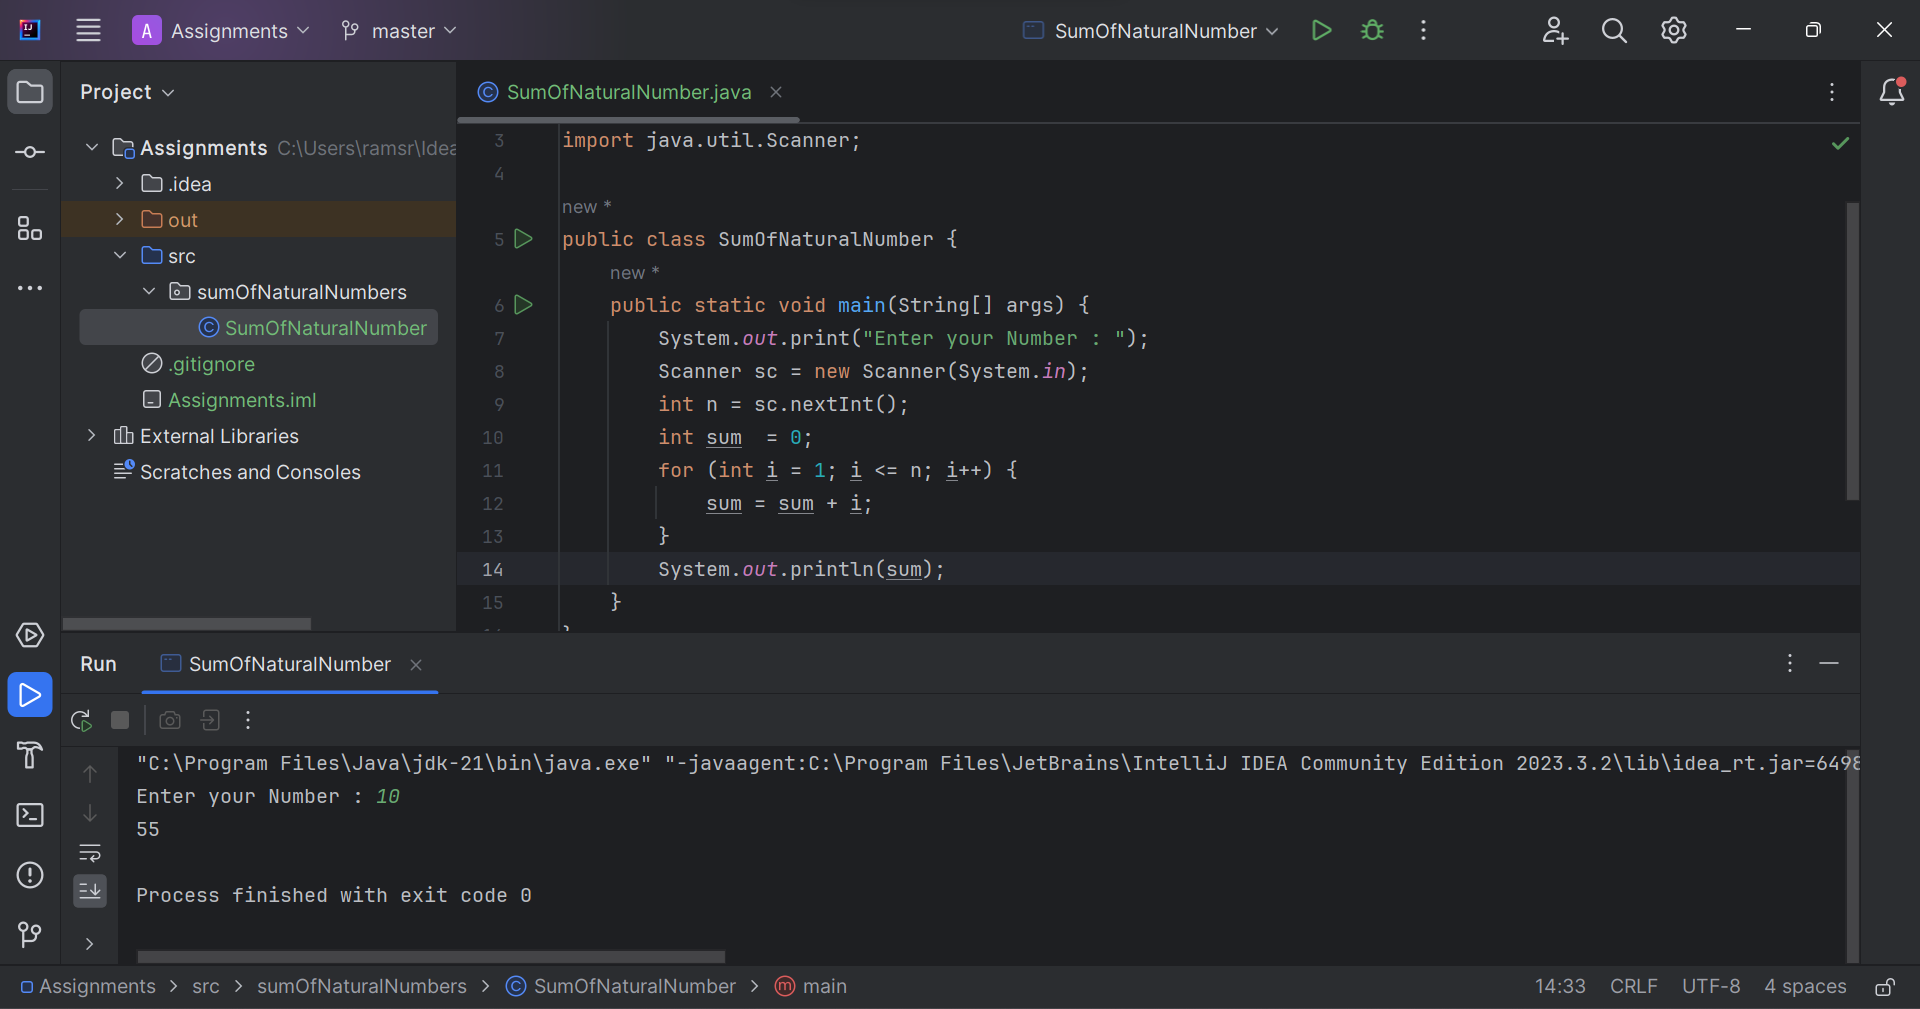 A Assignments master SumOfNaturalNumber
Project
SumOfNaturalNumber.java
Assignments C:\Users\ramsr\Idea
.idea
out
src
sumOfNaturalNumbers
SumOfNaturalNumber
.gitignore
Assignments.iml
External Libraries
Scratches and Consoles
3 import java.util.Scanner;
4
new *
5 public class SumOfNaturalNumber {
new *
6 public static void main(String[] args) {
7 System.out.print("Enter your Number : ");
8 Scanner sc = new Scanner(System.in);
9 int n = sc.nextInt();
10 int sum  = 0;
11 for (int i = 1; i <= n; i++) {
12 sum = sum + i;
13 }
14 System.out.println(sum);
15 }
Run SumOfNaturalNumber
"C:\Program Files\Java\jdk-21\bin\java.exe" "-javaagent:C:\Program Files\JetBrains\IntelliJ IDEA Community Edition 2023.3.2\lib\idea_rt.jar=6498
Enter your Number : 10
55
Process finished with exit code 0
Assignments > src > sumOfNaturalNumbers > SumOfNaturalNumber > main 14:33 CRLF UTF-8 4 spaces